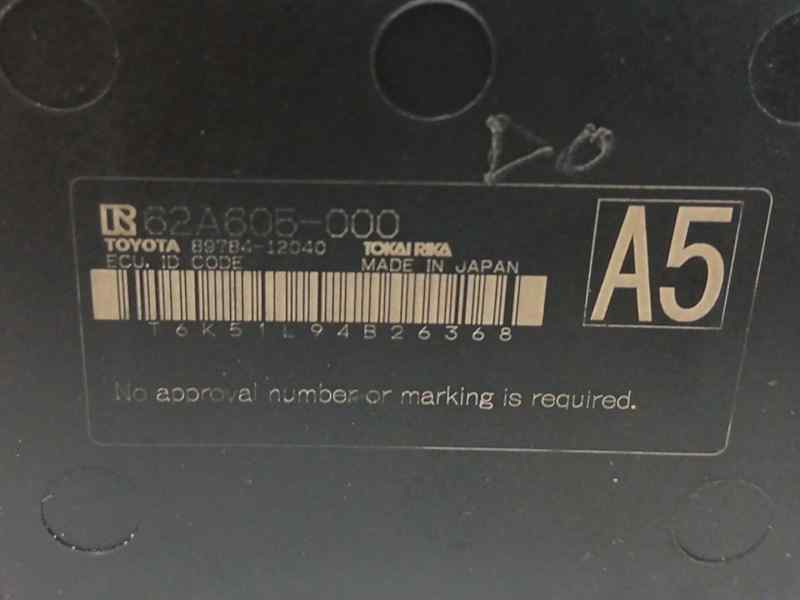 62A605-000
A5
TOYOTA 89784-12040 TOKAI RIKA
ECU. ID CODE MADE IN JAPAN
T6K51L94B26368
No approval number or marking is required.